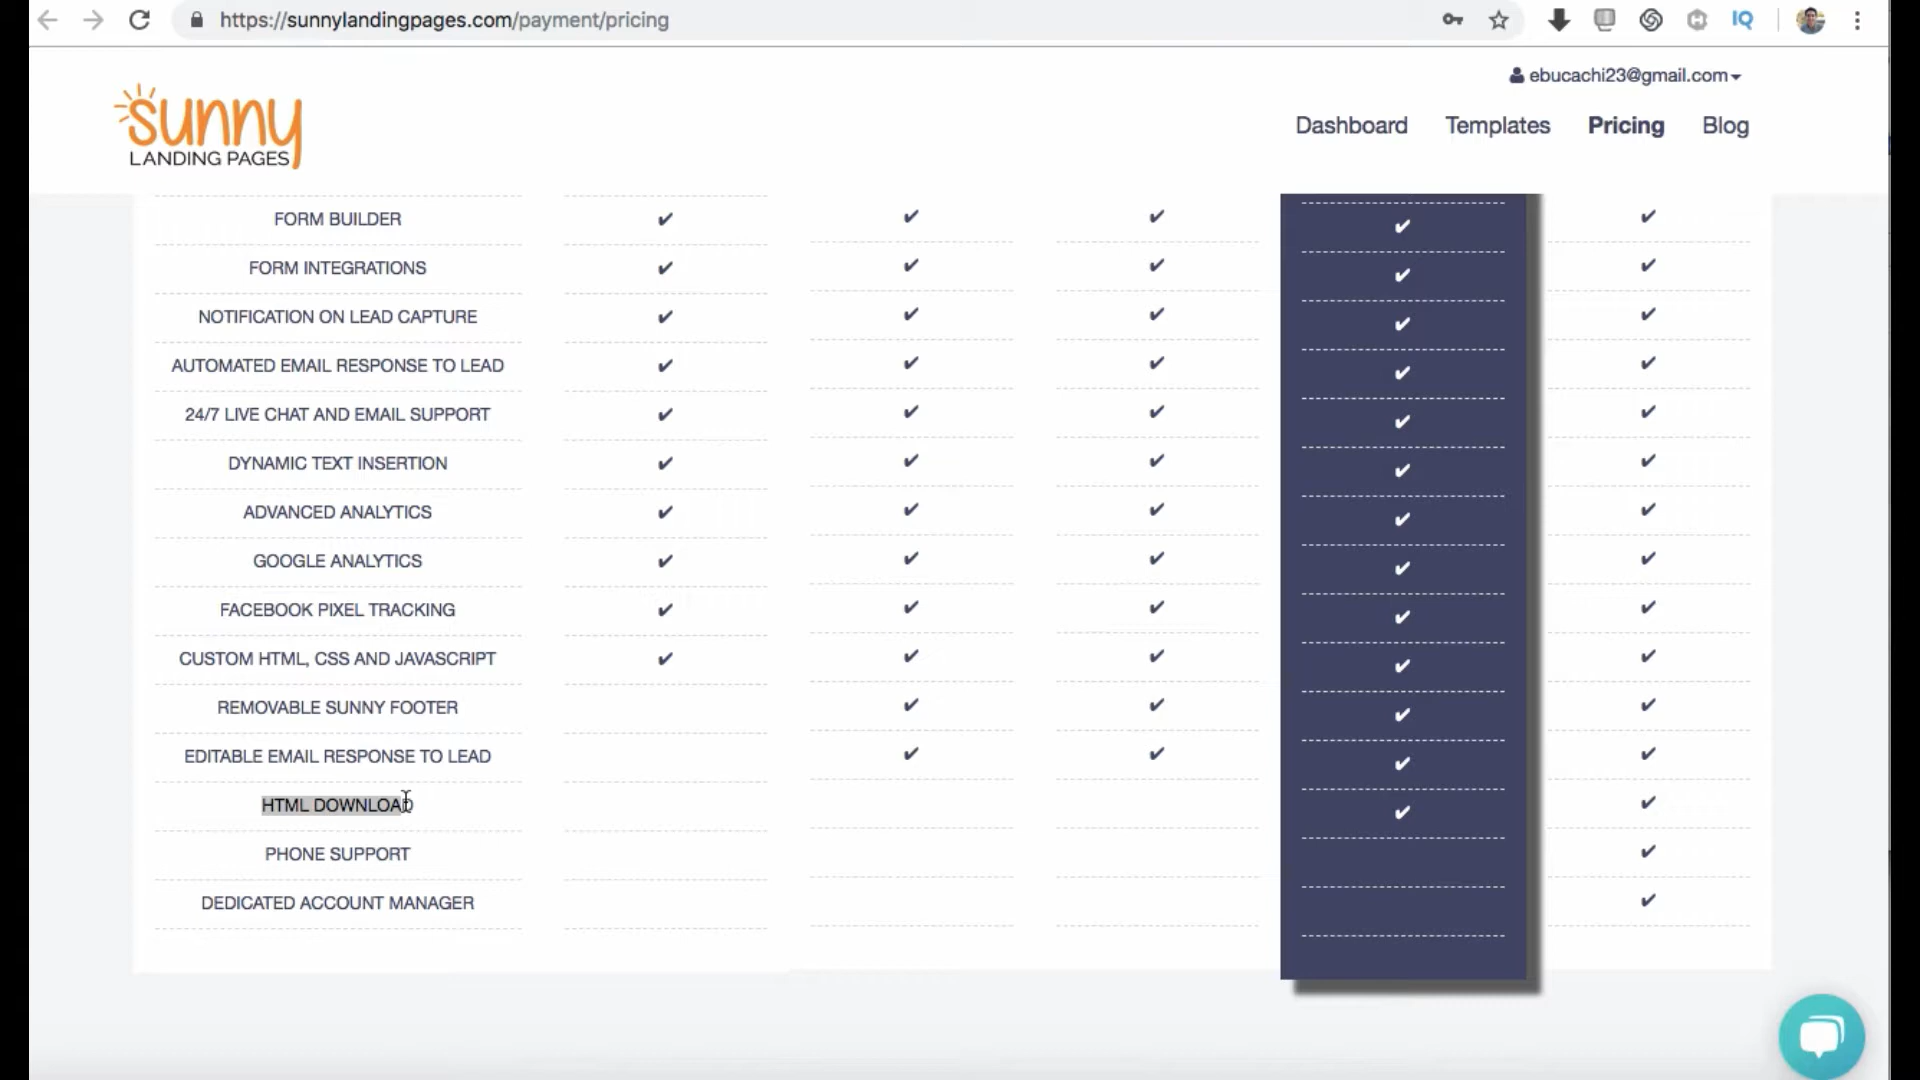 https://sunnylandingpages.com/payment/pricing
IQ
ebucachi23@gmail.com
sunny
LANDING PAGES
Dashboard Templates Pricing Blog
FORM BUILDER ✔ ✔ ✔ ✔ ✔
FORM INTEGRATIONS ✔ ✔ ✔ ✔ ✔
NOTIFICATION ON LEAD CAPTURE ✔ ✔ ✔ ✔ ✔
AUTOMATED EMAIL RESPONSE TO LEAD ✔ ✔ ✔ ✔ ✔
24/7 LIVE CHAT AND EMAIL SUPPORT ✔ ✔ ✔ ✔ ✔
DYNAMIC TEXT INSERTION ✔ ✔ ✔ ✔ ✔
ADVANCED ANALYTICS ✔ ✔ ✔ ✔ ✔
GOOGLE ANALYTICS ✔ ✔ ✔ ✔ ✔
FACEBOOK PIXEL TRACKING ✔ ✔ ✔ ✔ ✔
CUSTOM HTML, CSS AND JAVASCRIPT ✔ ✔ ✔ ✔ ✔
REMOVABLE SUNNY FOOTER ✔ ✔ ✔ ✔
EDITABLE EMAIL RESPONSE TO LEAD ✔ ✔ ✔ ✔
HTML DOWNLOAD ✔ ✔
PHONE SUPPORT ✔
DEDICATED ACCOUNT MANAGER ✔